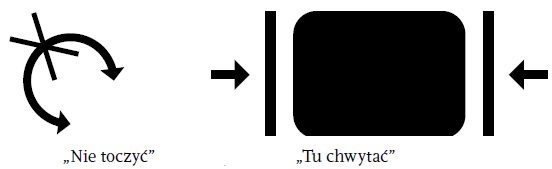 „Nie toczyć”
„Tu chwytać”